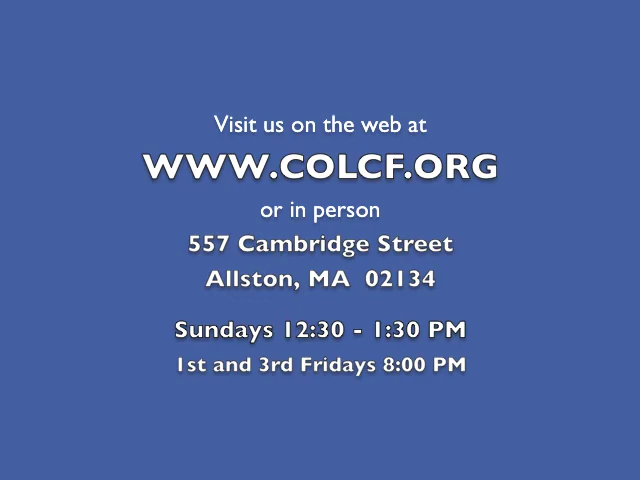 Visit us on the web at
WWW.COLCF.ORG
or in person
557 Cambridge Street
Allston, MA  02134
Sundays 12:30 - 1:30 PM
1st and 3rd Fridays 8:00 PM